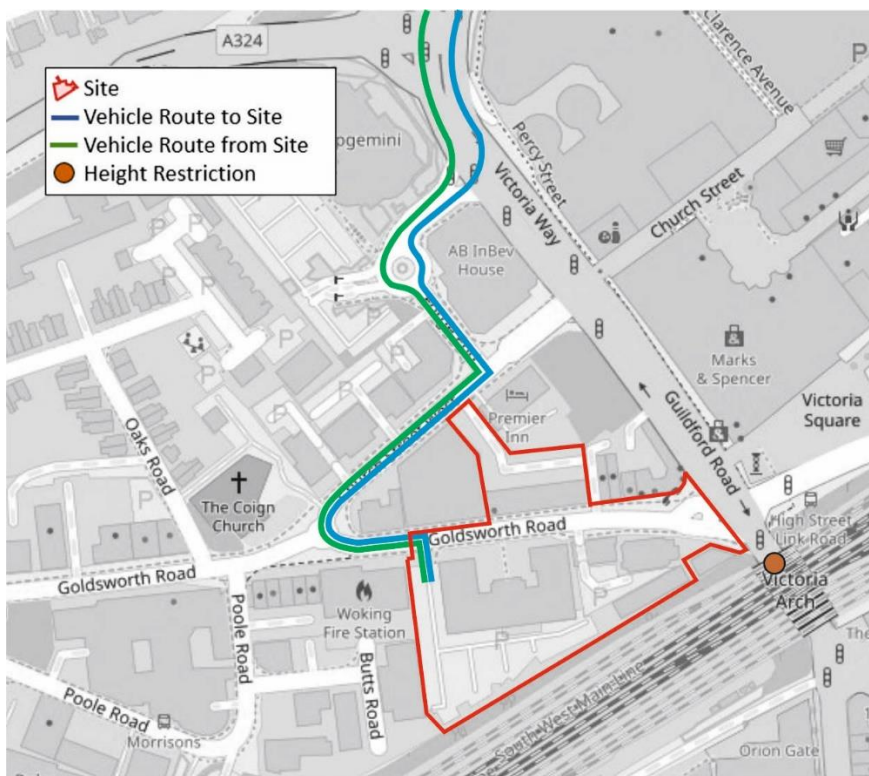 A324
Site
Vehicle Route to Site
Vehicle Route from Site
Height Restriction
pgemini
Clarence Avenue
P
Percy Street
Victoria Way
Church Street
AB InBev
House
P
P
P
P
P
Marks
& Spencer
Victoria
Square
Guildford Road
Premier
Inn
Oaks Road
The Coign
Church
P
Goldsworth Road
Goldsworth Road
High Street
Link Road
Victoria
Arch
Woking
Fire Station
P
P
Poole Road
Butts Road
The
South West Main Line
Poole Road
Morrisons
Orion Gate